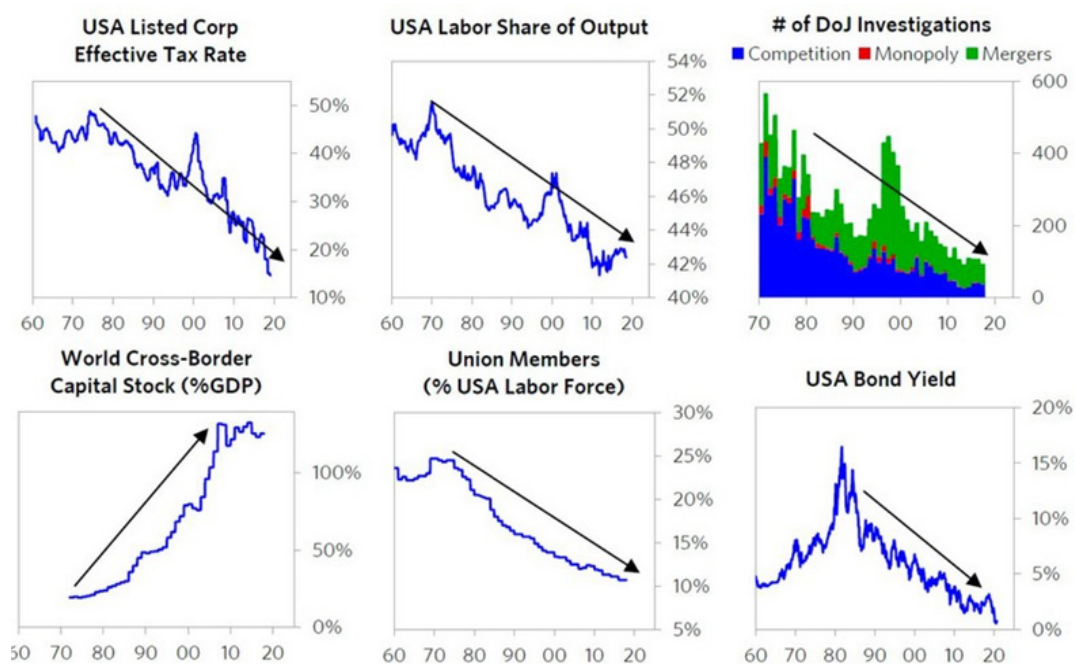 USA Listed Corp
Effective Tax Rate
50%
40%
30%
20%
10%
60 70 80 90 00 10 20
USA Labor Share of Output
54%
52%
50%
48%
46%
44%
42%
40%
60 70 80 90 00 10 20
# of DoJ Investigations
Competition Monopoly Mergers
600
400
200
0
70 80 90 00 10 20
World Cross-Border
Capital Stock (%GDP)
100%
50%
0%
50 60 70 80 90 00 10 20
Union Members
(% USA Labor Force)
30%
25%
20%
15%
10%
5%
60 70 80 90 00 10 20
USA Bond Yield
20%
15%
10%
5%
0%
60 70 80 90 00 10 20